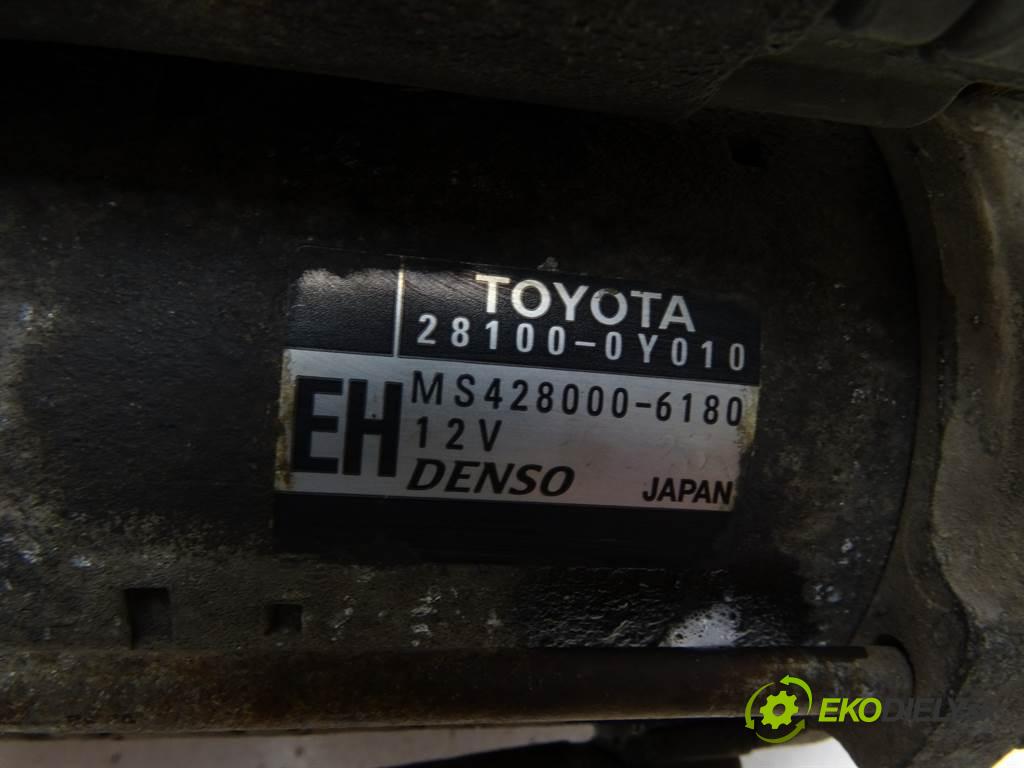 TOYOTA
28100-0Y010
EH
MS428000-6180
12V
DENSO JAPAN
EKODIELY